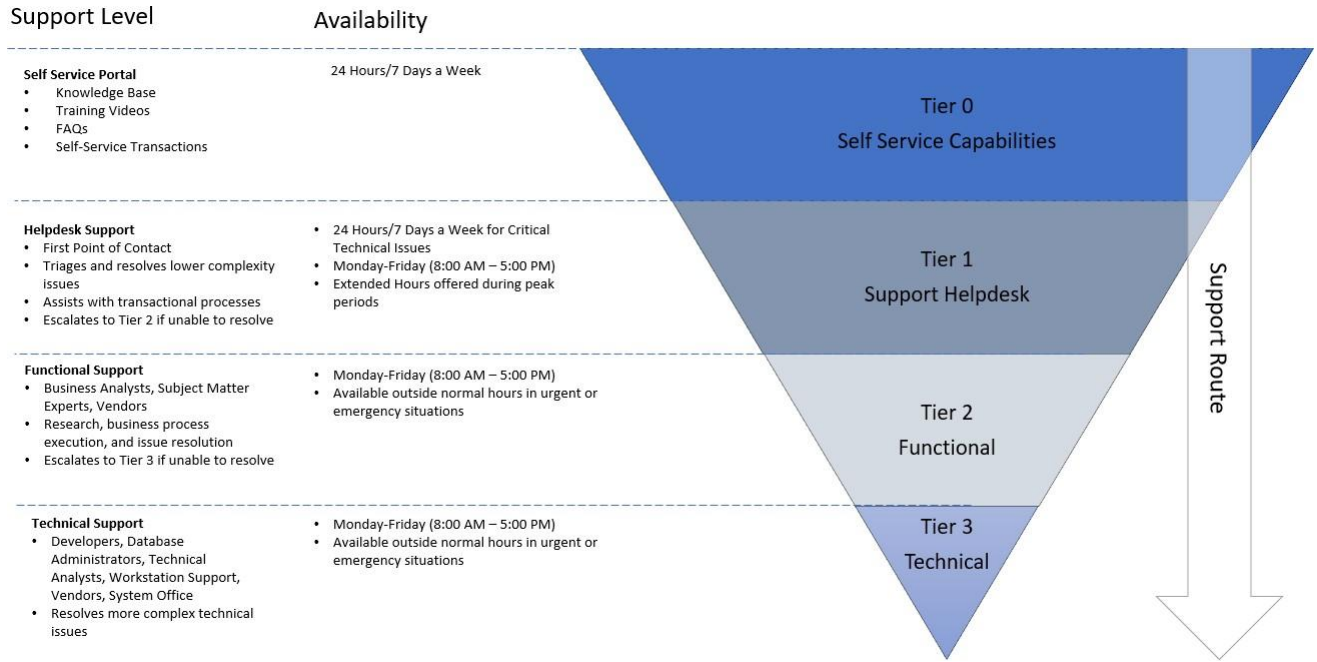 Support Level
Availability
Self Service Portal
• Knowledge Base
• Training Videos
• FAQs
• Self-Service Transactions
24 Hours/7 Days a Week
Tier 0
Self Service Capabilities
Helpdesk Support
• First Point of Contact
• Triages and resolves lower complexity
issues
• Assists with transactional processes
• Escalates to Tier 2 if unable to resolve
• 24 Hours/7 Days a Week for Critical
Technical Issues
• Monday-Friday (8:00 AM – 5:00 PM)
• Extended Hours offered during peak
periods
Tier 1
Support Helpdesk
Functional Support
• Business Analysts, Subject Matter
Experts, Vendors
• Research, business process
execution, and issue resolution
• Escalates to Tier 3 if unable to resolve
• Monday-Friday (8:00 AM – 5:00 PM)
• Available outside normal hours in urgent or
emergency situations
Tier 2
Functional
Technical Support
• Developers, Database
Administrators, Technical
Analysts, Workstation Support,
Vendors, System Office
• Resolves more complex technical
issues
• Monday-Friday (8:00 AM – 5:00 PM)
• Available outside normal hours in urgent or
emergency situations
Tier 3
Technical
Support Route